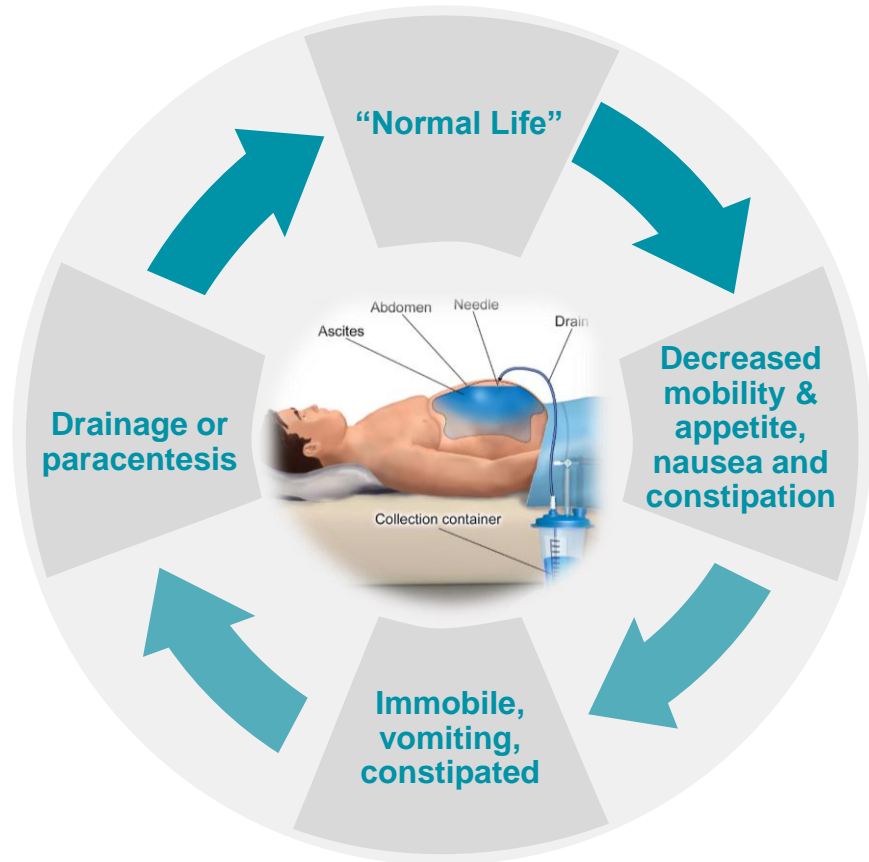 “Normal Life”
Decreased
mobility &
appetite,
nausea and
constipation
Immobile,
vomiting,
constipated
Drainage or
paracentesis
Abdomen
Needle
Ascites
Drain
Collection container